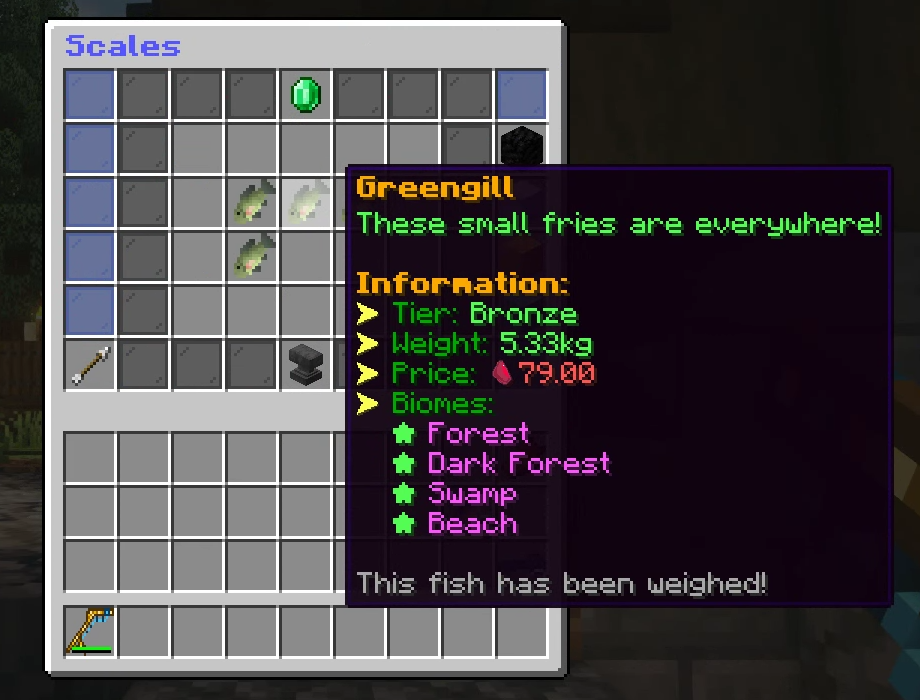 Scales
Greengill
These small fries are everywhere!
Information:
Tier: Bronze
Weight: 5.33kg
Price: 79.00
Biomes:
Forest
Dark Forest
Swamp
Beach
This fish has been weighed!